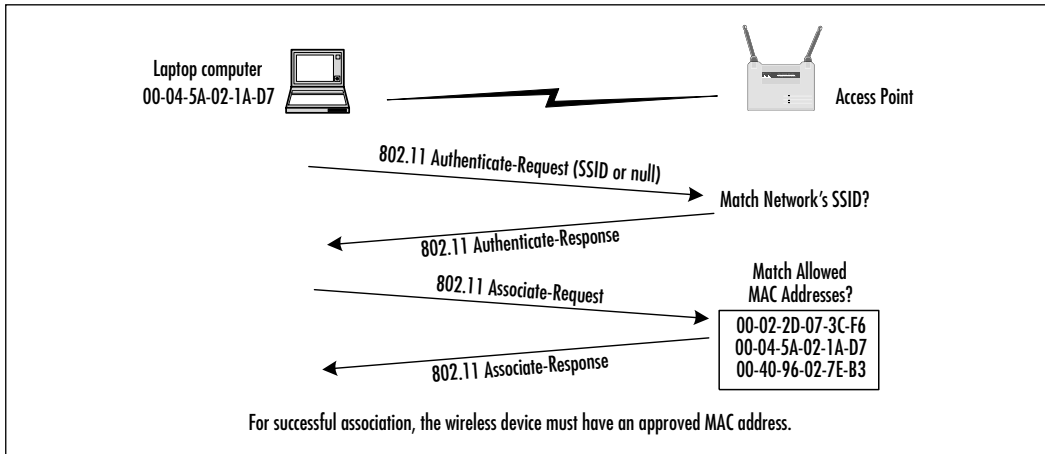 Laptop computer
00-04-5A-02-1A-D7
Access Point
802.11 Authenticate-Request (SSID or null)
Match Network's SSID?
802.11 Authenticate-Response
802.11 Associate-Request
Match Allowed
MAC Addresses?
00-02-2D-07-3C-F6
00-04-5A-02-1A-D7
00-40-96-02-7E-B3
802.11 Associate-Response
For successful association, the wireless device must have an approved MAC address.